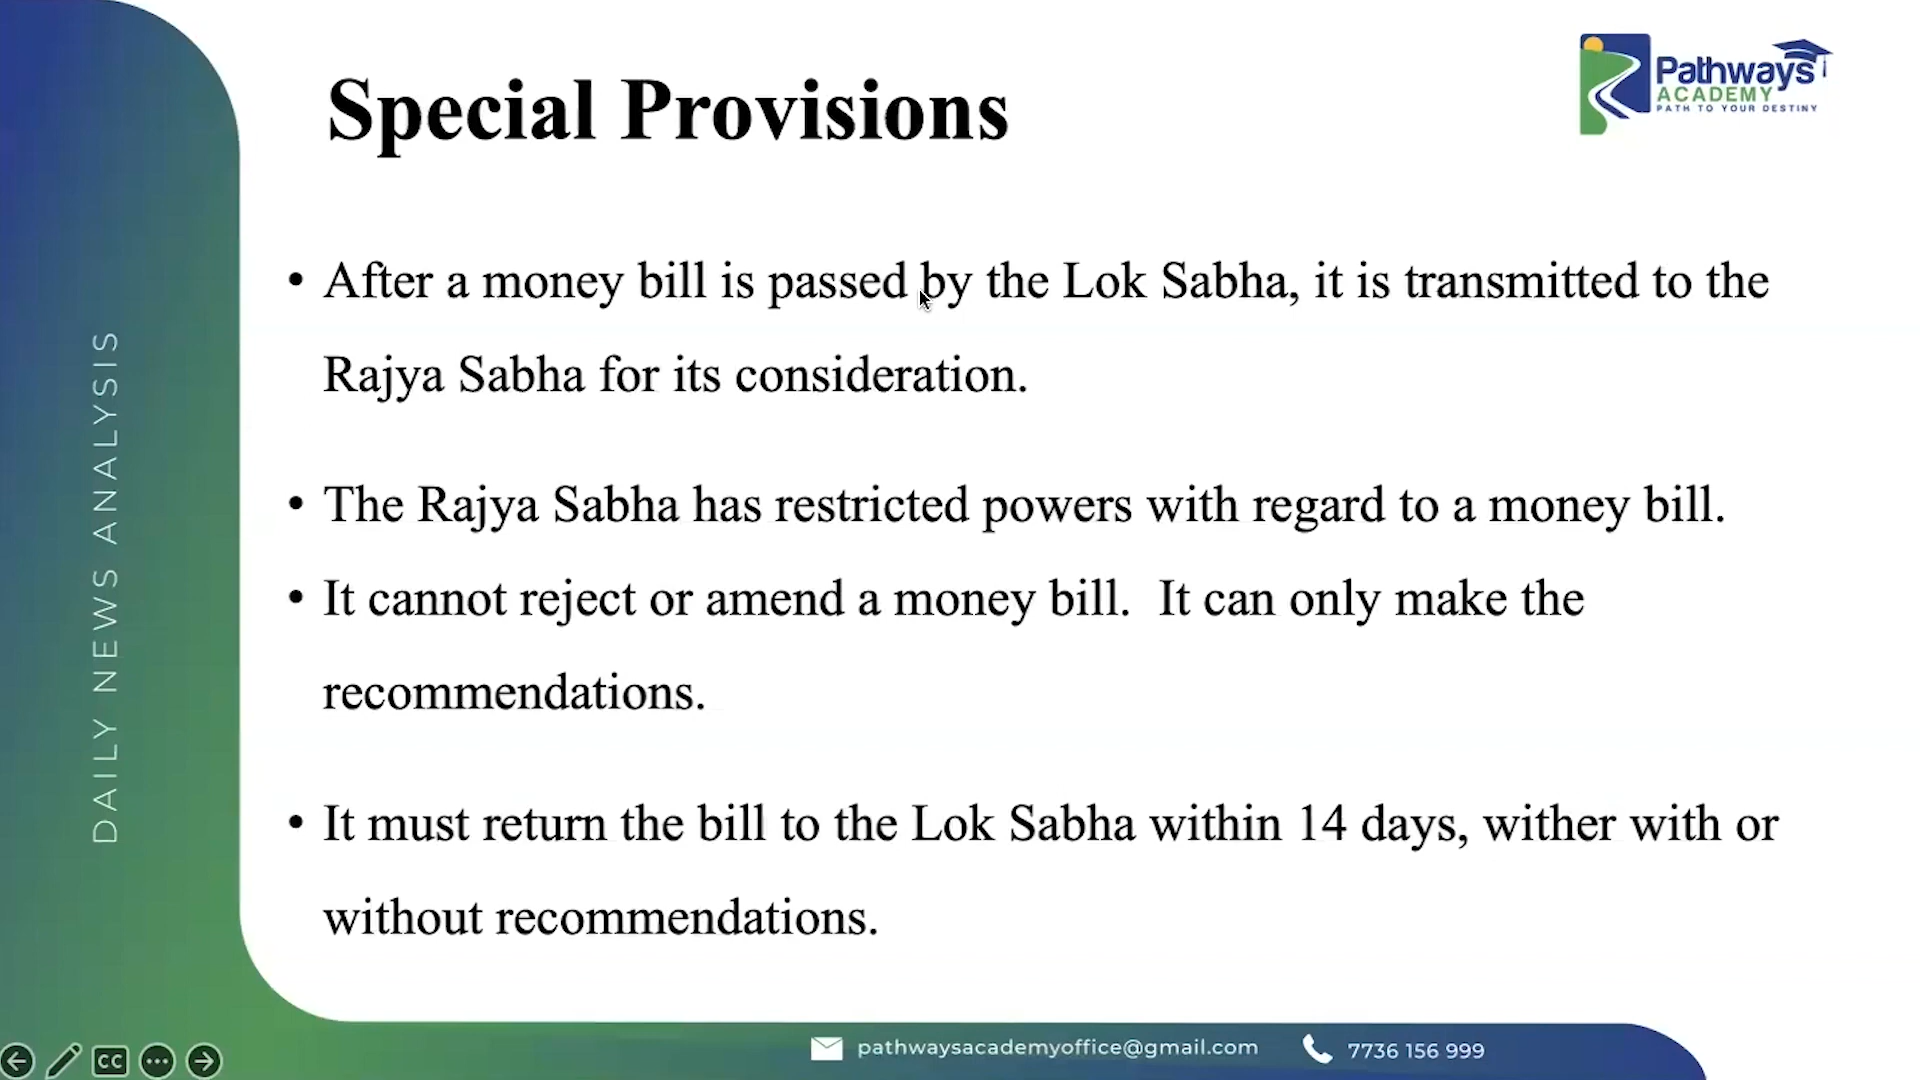 Special Provisions
Pathways
ACADEMY
PATH TO YOUR DESTINY
• After a money bill is passed by the Lok Sabha, it is transmitted to the
Rajya Sabha for its consideration.
• The Rajya Sabha has restricted powers with regard to a money bill.
• It cannot reject or amend a money bill.  It can only make the
recommendations.
• It must return the bill to the Lok Sabha within 14 days, wither with or
without recommendations.
DAILY NEWS ANALYSIS
CC
pathwaysacademyoffice@gmail.com
7736 156 999